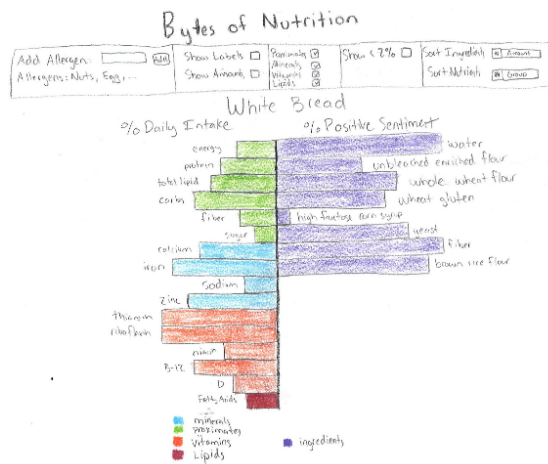 Bytes of Nutrition
Add Allergen: Add
Allergens: Nuts, Egg, ...
Show Labels
Show Amounts
Proximates
Minerals
Vitamins
Lipids
Show < 2%
Sort Ingredients Amount
Sort Nutrients Group
White Bread
% Daily Intake
% Positive Sentiment
energy
water
protein
unbleached enriched flour
total lipid
whole wheat flour
carbs
wheat gluten
fiber
high fructose corn syrup
sugar
yeast
calcium
fiber
iron
brown rice flour
sodium
Zinc
riboflavin
niacin
B-12
D
Fatty Acids
minerals
proximates
vitamins
ingredients
Lipids